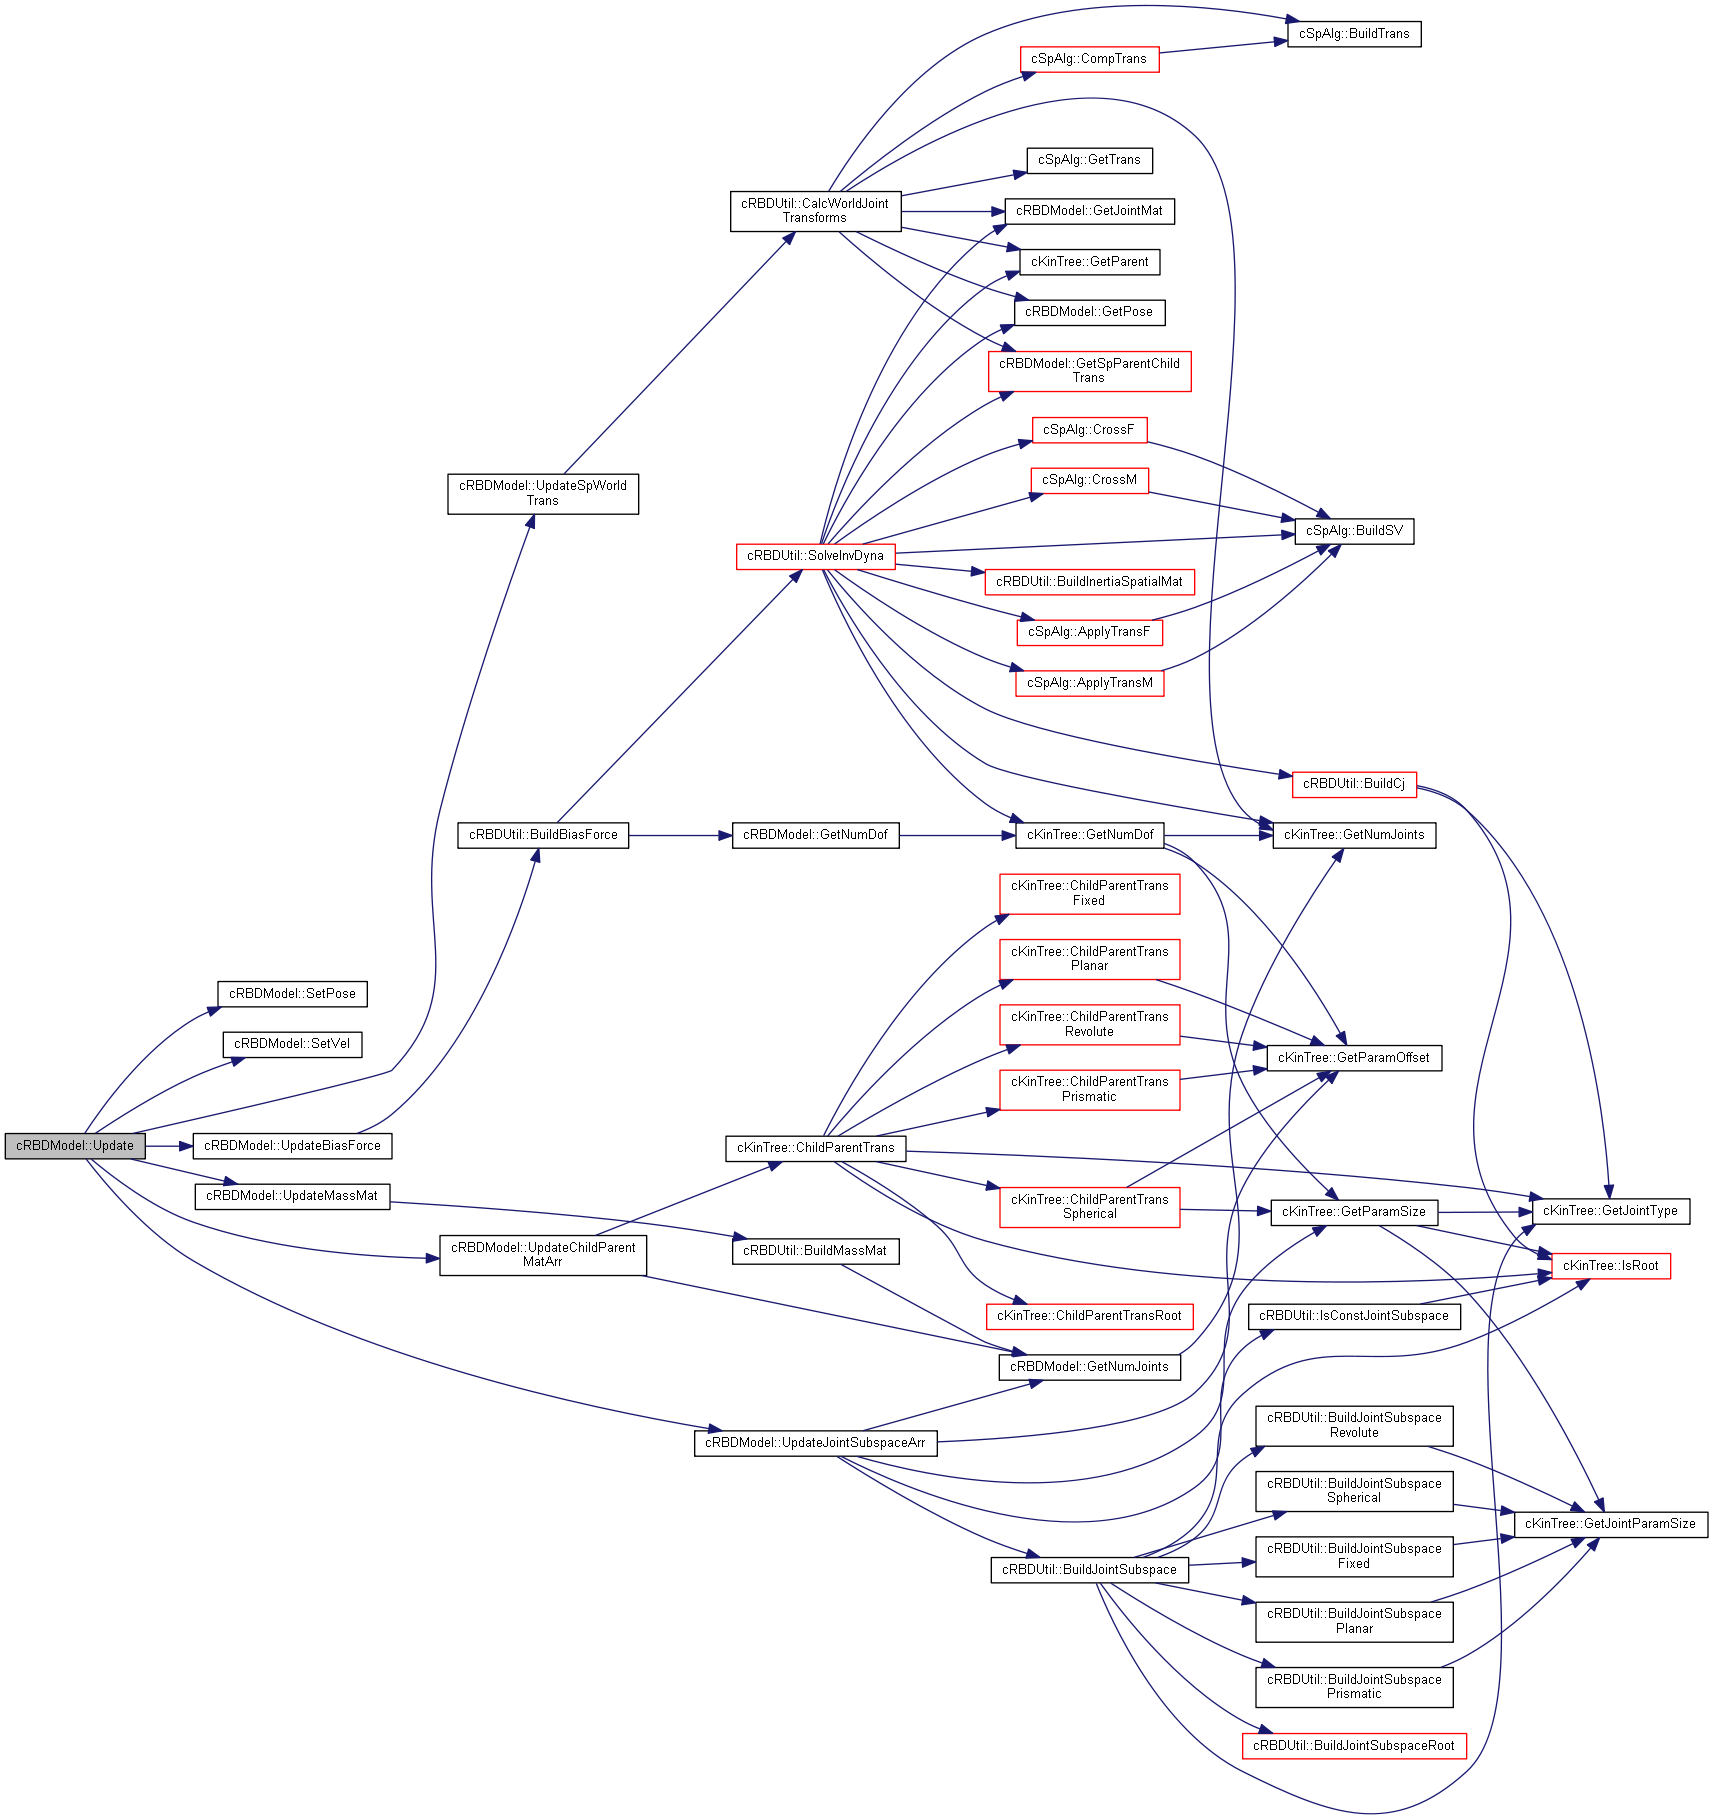 cSpAlg::BuildTrans
cSpAlg::CompTrans
cSpAlg::GetTrans
cRBDUtil::CalcWorldJoint
Transforms
cRBDModel::GetJointMat
cKinTree::GetParent
cRBDModel::GetPose
cRBDModel::GetSpParentChild
Trans
cSpAlg::CrossF
cSpAlg::CrossM
cRBDModel::UpdateSpWorld
Trans
cSpAlg::BuildSV
cRBDUtil::SolveInvDyna
cRBDUtil::BuildInertiaSpatialMat
cSpAlg::ApplyTransF
cSpAlg::ApplyTransM
cRBDUtil::BuildCj
cRBDUtil::BuildBiasForce
cRBDModel::GetNumDof
cKinTree::GetNumDof
cKinTree::GetNumJoints
cKinTree::ChildParentTrans
Fixed
cKinTree::ChildParentTrans
Planar
cRBDModel::SetPose
cKinTree::ChildParentTrans
Revolute
cRBDModel::SetVel
cKinTree::GetParamOffset
cKinTree::ChildParentTrans
Prismatic
cRBDModel::Update
cRBDModel::UpdateBiasForce
cKinTree::ChildParentTrans
cRBDModel::UpdateMassMat
cKinTree::ChildParentTrans
Spherical
cKinTree::GetParamSize
cKinTree::GetJointType
cRBDModel::UpdateChildParent
MatArr
cRBDUtil::BuildMassMat
cKinTree::IsRoot
cKinTree::ChildParentTransRoot
cRBDUtil::IsConstJointSubspace
cRBDModel::GetNumJoints
cRBDUtil::BuildJointSubspace
Revolute
cRBDModel::UpdateJointSubspaceArr
cRBDUtil::BuildJointSubspace
Spherical
cKinTree::GetJointParamSize
cRBDUtil::BuildJointSubspace
Fixed
cRBDUtil::BuildJointSubspace
cRBDUtil::BuildJointSubspace
Planar
cRBDUtil::BuildJointSubspace
Prismatic
cRBDUtil::BuildJointSubspaceRoot